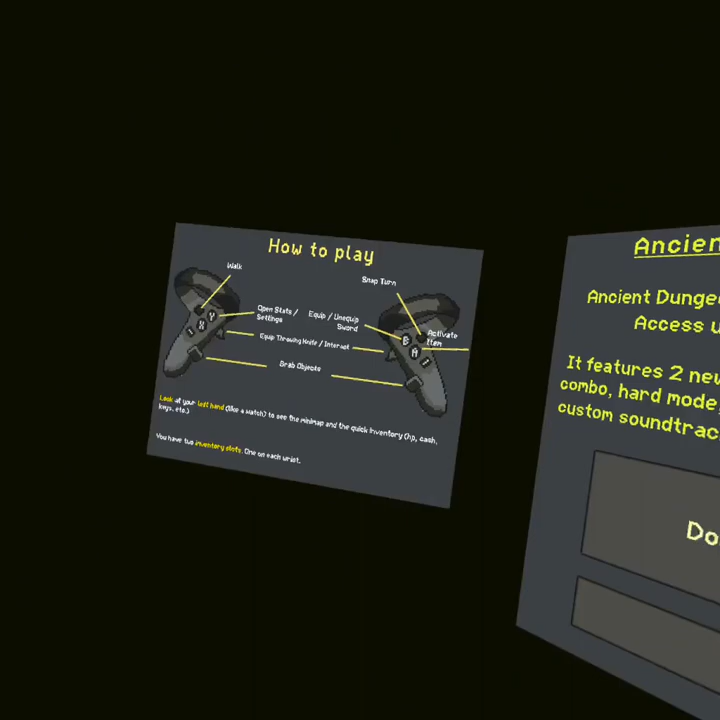 How to play
Walk
Snap Turn
Y
X
Open Stats /
Settings
Equip / Unequip
Sword
Activate
Item
B
A
Equip Throwing Knife / Interact
Grab Objects
Look at your left hand (like a watch) to see the minimap and the quick inventory (hp, cash,
keys, etc.)
You have two inventory slots. One on each wrist.
Ancien
Ancient Dunge
Access u
It features 2 new
combo, hard mode,
custom soundtrac
Do